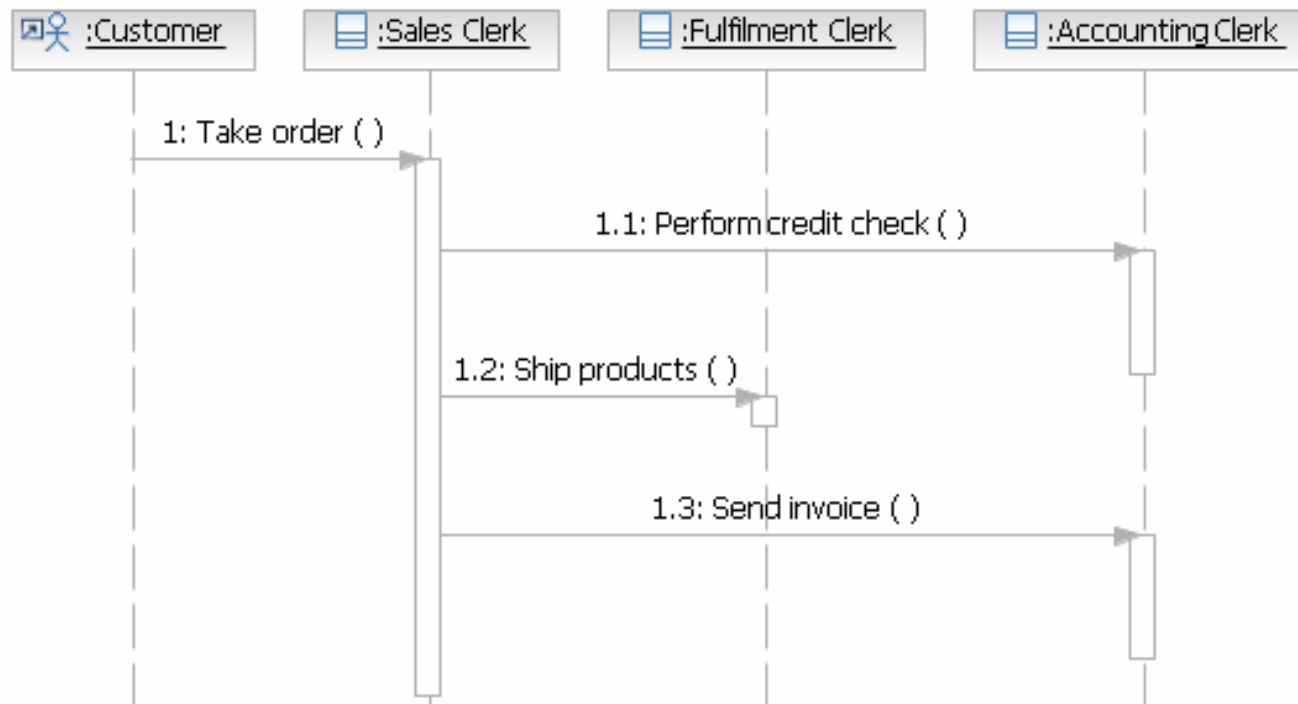 :Customer
:Sales Clerk
:Fulfilment Clerk
:Accounting Clerk
1: Take order ( )
1.1: Perform credit check ( )
1.2: Ship products ( )
1.3: Send invoice ( )